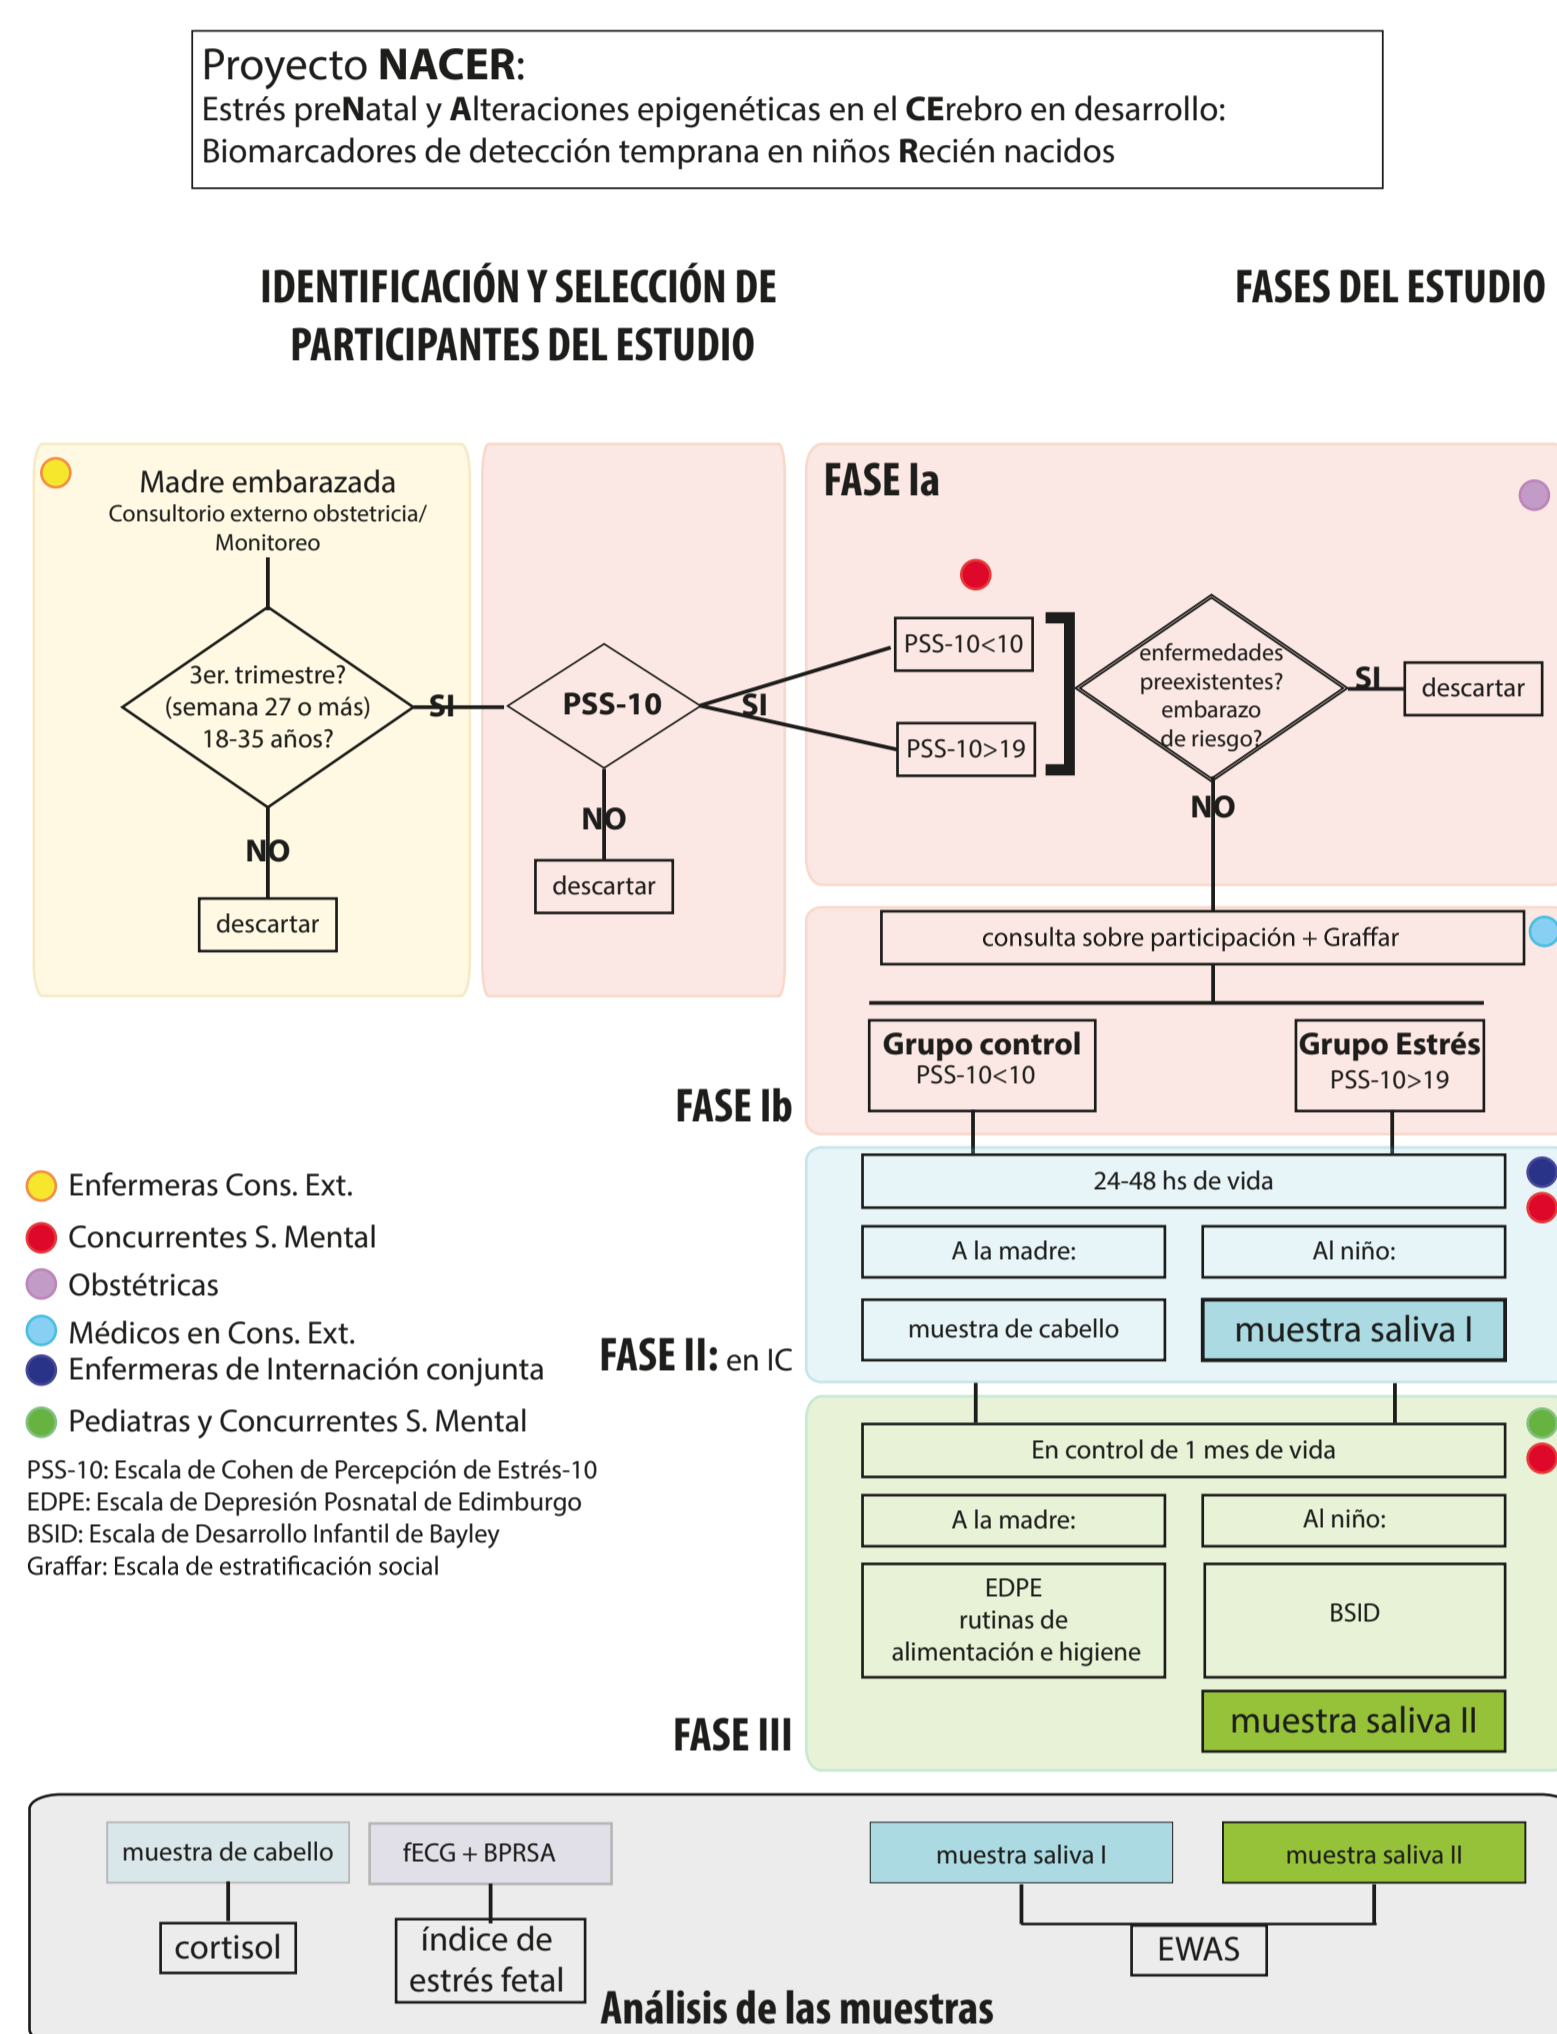 Proyecto NACER:
Estrés preNatal y Alteraciones epigenéticas en el CErebro en desarrollo:
Biomarcadores de detección temprana en niños Recién nacidos
IDENTIFICACIÓN Y SELECCIÓN DE
PARTICIPANTES DEL ESTUDIO
FASES DEL ESTUDIO
Madre embarazada
Consultorio externo obstetricia/
Monitoreo
3er. trimestre?
(semana 27 o más)
18-35 años?
SI
NO
descartar
PSS-10
SI
NO
descartar
FASE Ia
PSS-10<10
PSS-10>19
enfermedades
preexistentes?
embarazo
de riesgo?
SI
descartar
NO
consulta sobre participación + Graffar
Grupo control
PSS-10<10
Grupo Estrés
PSS-10>19
FASE Ib
24-48 hs de vida
A la madre:
Al niño:
muestra de cabello
muestra saliva I
FASE II: en IC
Enfermeras Cons. Ext.
Concurrentes S. Mental
Obstétricas
Médicos en Cons. Ext.
Enfermeras de Internación conjunta
Pediatras y Concurrentes S. Mental
PSS-10: Escala de Cohen de Percepción de Estrés-10
EDPE: Escala de Depresión Posnatal de Edimburgo
BSID: Escala de Desarrollo Infantil de Bayley
Graffar: Escala de estratificación social
En control de 1 mes de vida
A la madre:
Al niño:
EDPE
rutinas de
alimentación e higiene
BSID
muestra saliva II
FASE III
muestra de cabello
fECG + BPRSA
muestra saliva I
muestra saliva II
cortisol
índice de
estrés fetal
EWAS
Análisis de las muestras